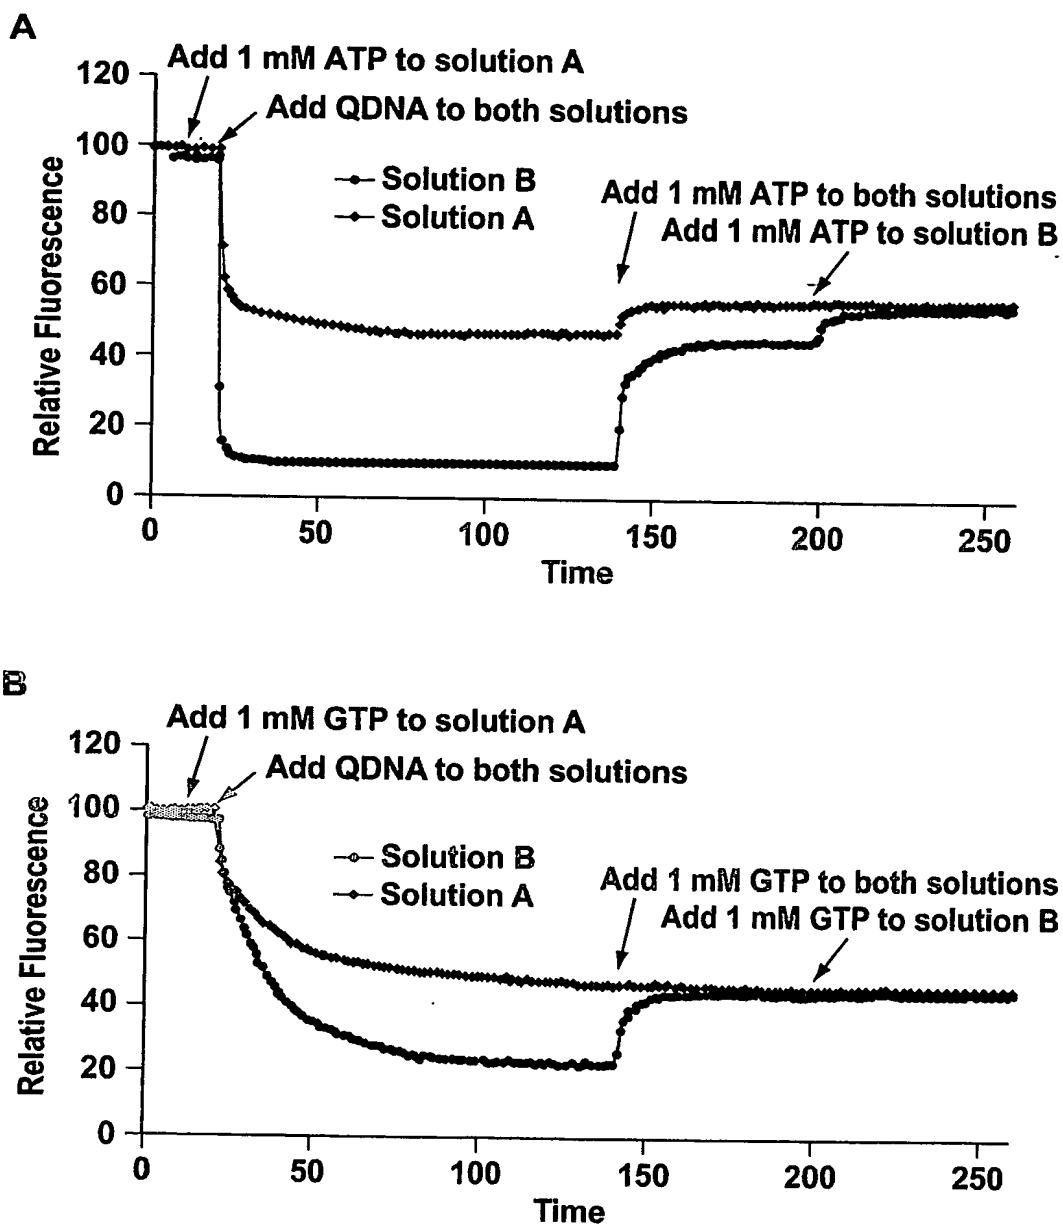 A
Add 1 mM ATP to solution A
Add QDNA to both solutions
120
100
80
60
40
20
0
Relative Fluorescence
Solution B
Solution A
Add 1 mM ATP to both solutions
Add 1 mM ATP to solution B
0
50
100
150
200
250
Time
B
Add 1 mM GTP to solution A
Add QDNA to both solutions
120
100
80
60
40
20
0
Relative Fluorescence
Solution B
Solution A
Add 1 mM GTP to both solutions
Add 1 mM GTP to solution B
0
50
100
150
200
250
Time